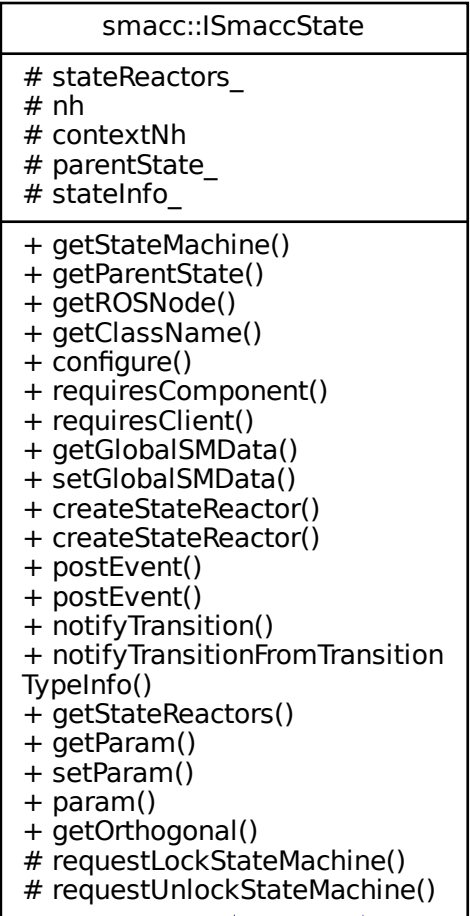 smacc::ISmaccState
# stateReactors_
# nh
# contextNh
# parentState_
# stateInfo_
+ getStateMachine()
+ getParentState()
+ getROSNode()
+ getClassName()
+ configure()
+ requiresComponent()
+ requiresClient()
+ getGlobalSMData()
+ setGlobalSMData()
+ createStateReactor()
+ createStateReactor()
+ postEvent()
+ postEvent()
+ notifyTransition()
+ notifyTransitionFromTransition
TypeInfo()
+ getStateReactors()
+ getParam()
+ setParam()
+ param()
+ getOrthogonal()
# requestLockStateMachine()
# requestUnlockStateMachine()